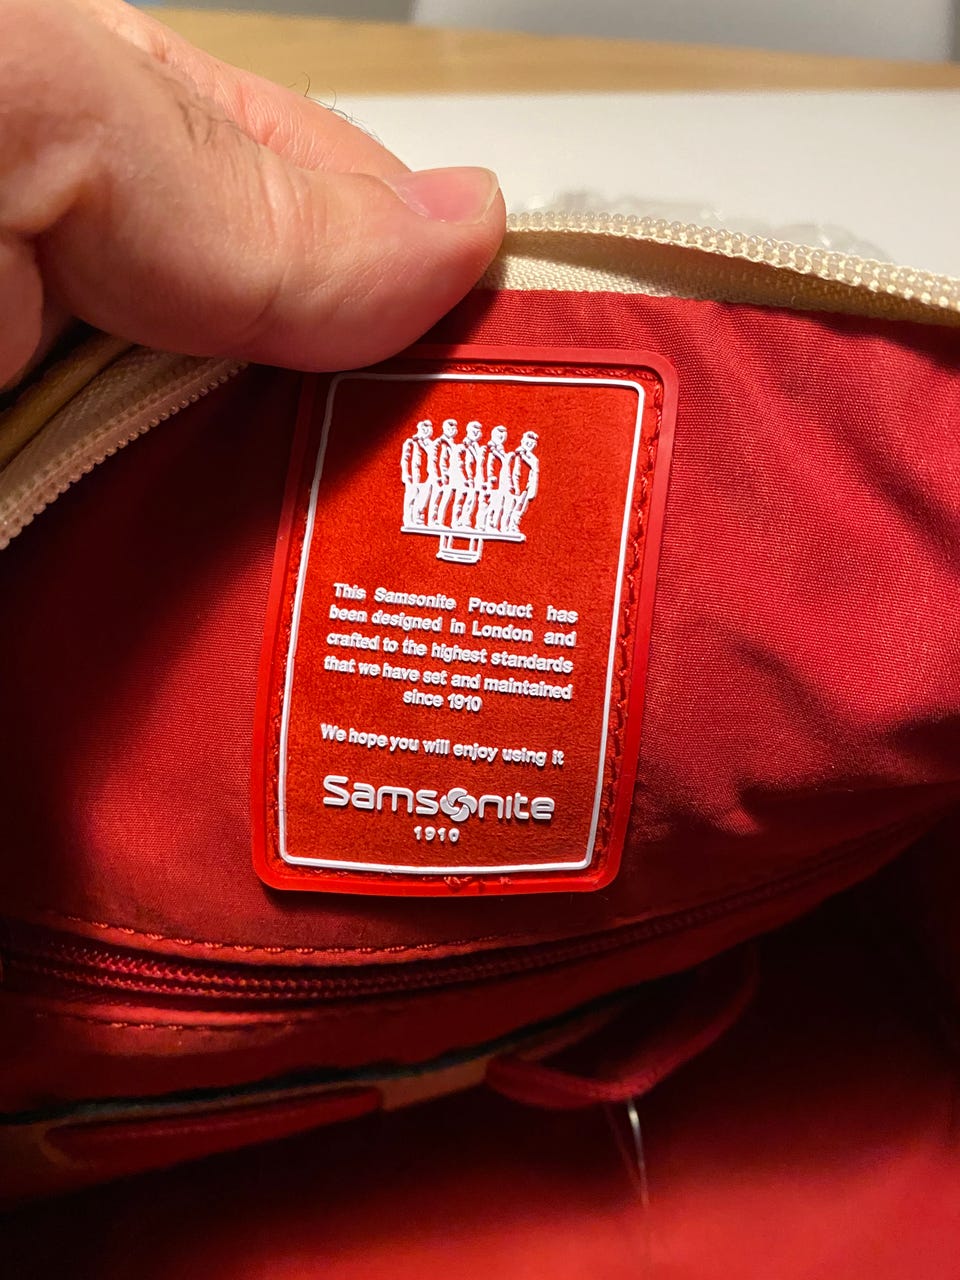 This Samsonite Product has
been designed in London and
crafted to the highest standards
that we have set and maintained
since 1910
We hope you will enjoy using it
Samsonite
1910